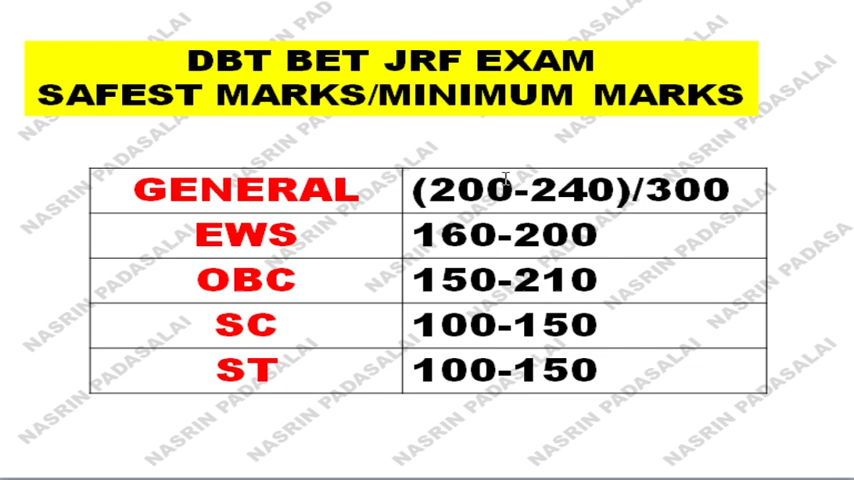 DBT BET JRF EXAM
SAFEST MARKS/MINIMUM MARKS
GENERAL (200-240)/300
EWS 160-200
OBC 150-210
SC 100-150
ST 100-150
NASRIN PADASALAI